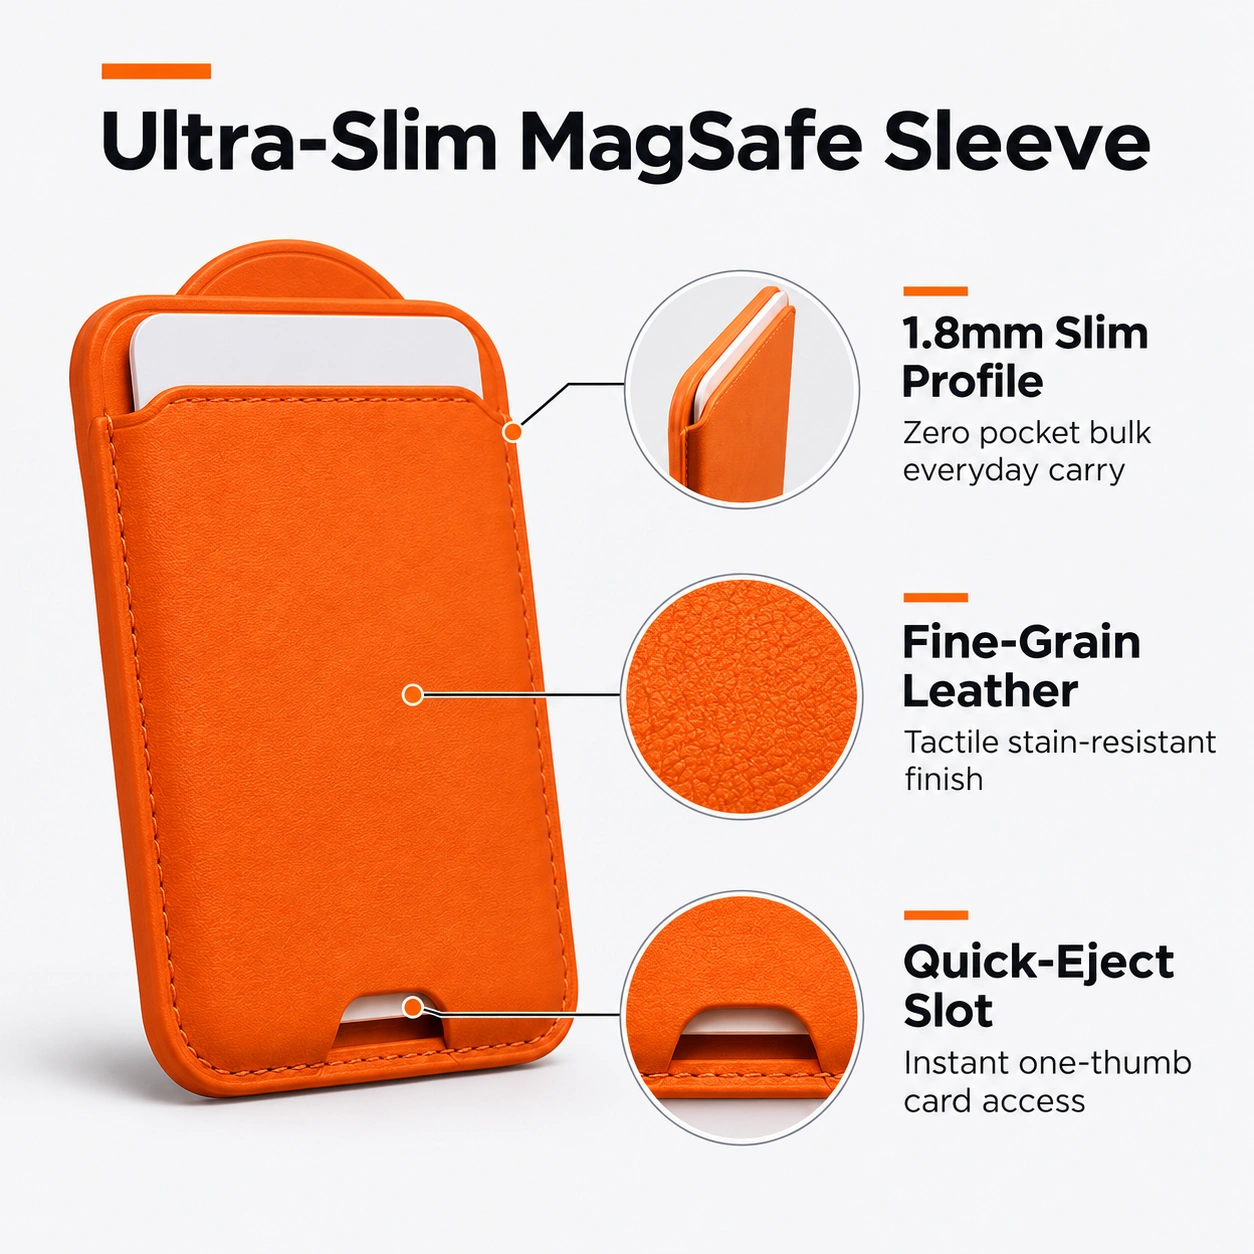 Ultra-Slim MagSafe Sleeve
1.8mm Slim
Profile
Zero pocket bulk
everyday carry
Fine-Grain
Leather
Tactile stain-resistant
finish
Quick-Eject
Slot
Instant one-thumb
card access